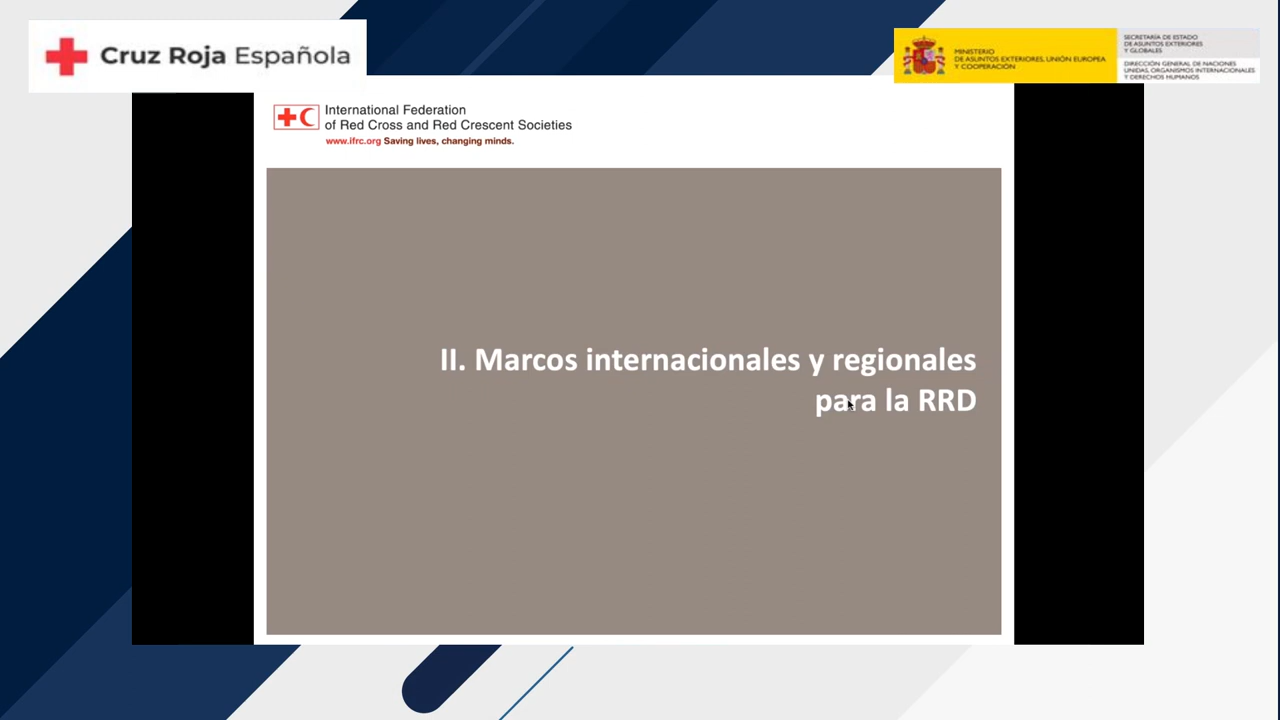 Cruz Roja Española
MINISTERIO
DE ASUNTOS EXTERIORES, UNIÓN EUROPEA
Y COOPERACIÓN
SECRETARÍA DE ESTADO
DE ASUNTOS EXTERIORES
Y GLOBALES
DIRECCIÓN GENERAL DE NACIONES
UNIDAS, ORGANISMOS INTERNACIONALES
Y DERECHOS HUMANOS
International Federation
of Red Cross and Red Crescent Societies
www.ifrc.org Saving lives, changing minds.
II. Marcos internacionales y regionales
para la RRD